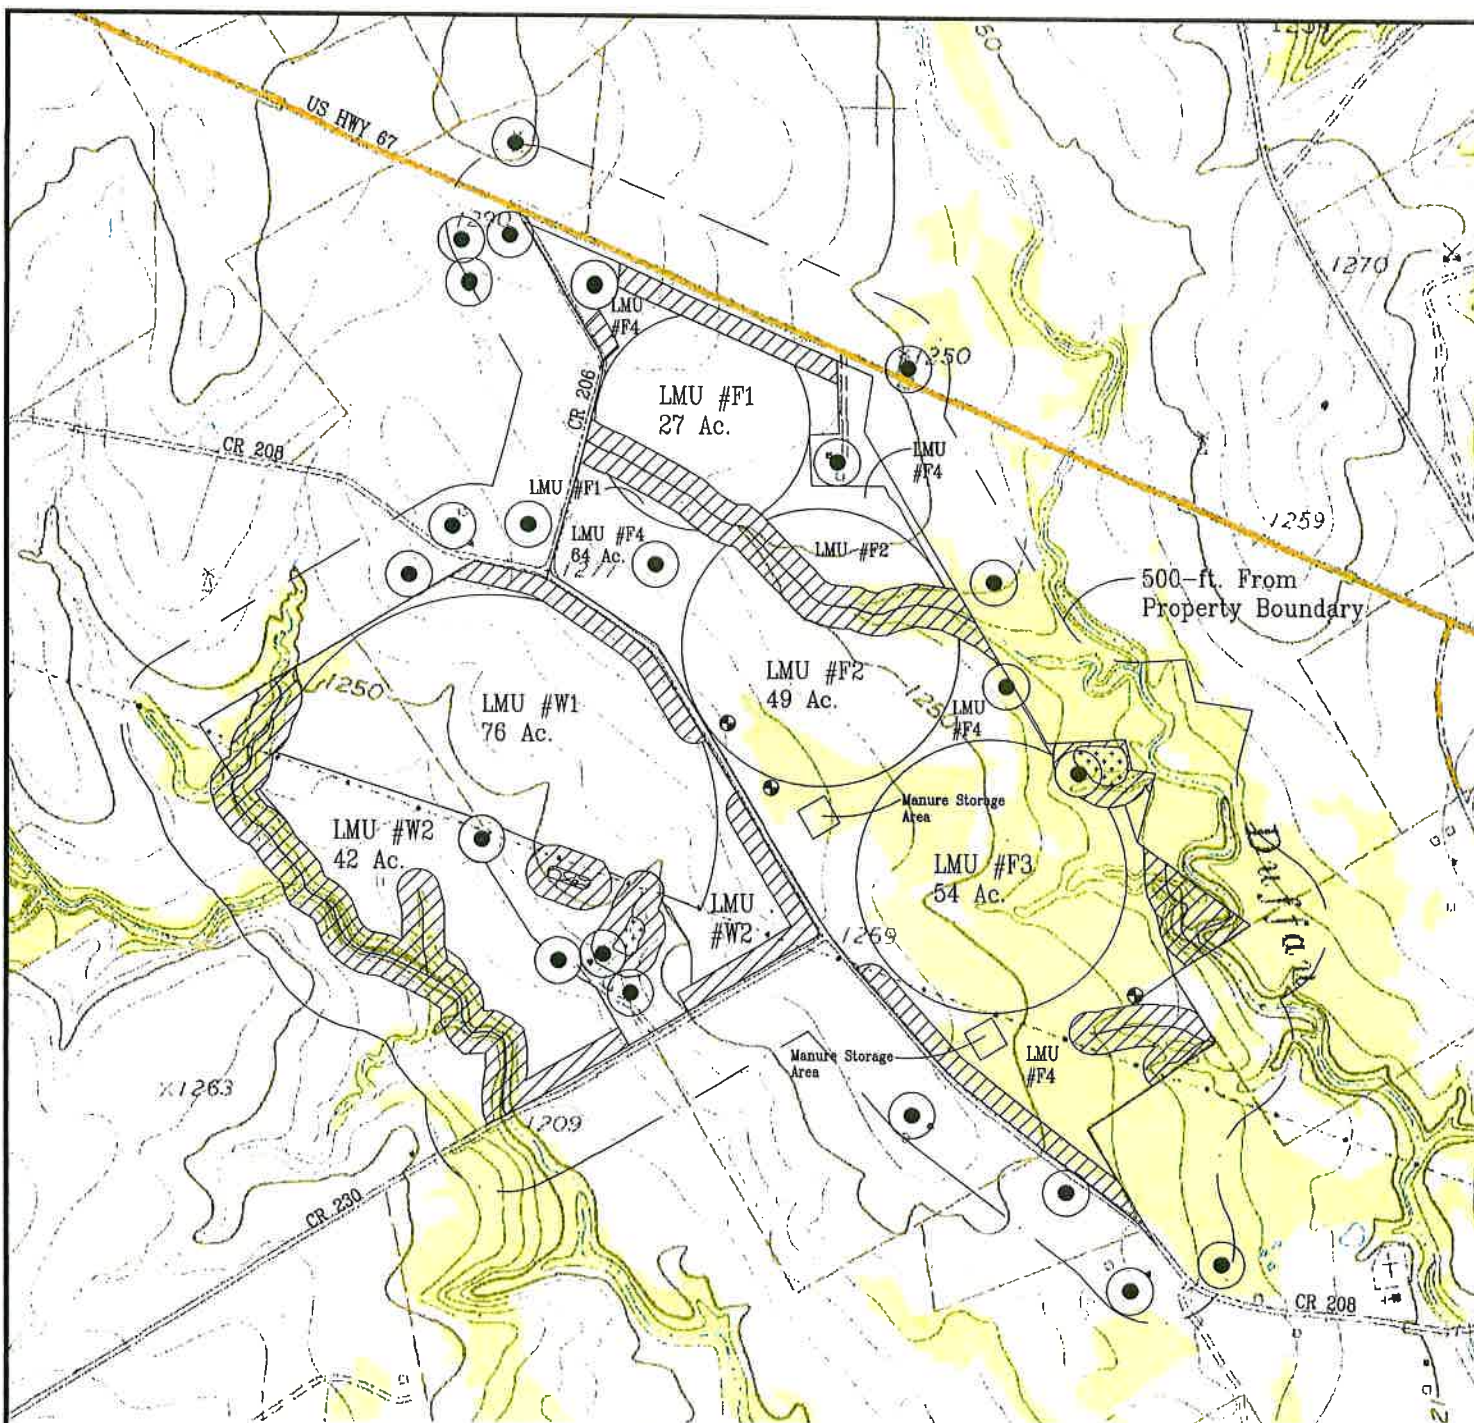 US HWY 67
1290
1270
LMU
#F4
1250
CR 206
LMU #F1
27 Ac.
CR 208
LMU
#F4
LMU #F1
1259
LMU #F4
64 Ac.
LMU #F2
500-ft. From
Property Boundary
1250
LMU #W1
76 Ac.
LMU #F2
49 Ac.
LMU
#F4
Manure Storage
Area
LMU #W2
42 Ac.
LMU #F3
54 Ac.
Duffau
LMU
#W2
1269
Manure Storage
Area
LMU
#F4
X1263
1209
CR 230
CR 208